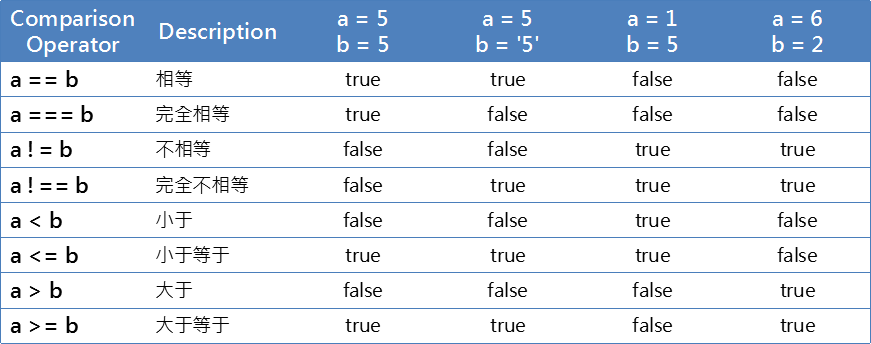 Comparison Operator Description a = 5 b = 5 a = 5 b = '5' a = 1 b = 5 a = 6 b = 2
a == b 相等 true true false false
a === b 完全相等 true false false false
a ! = b 不相等 false false true true
a ! == b 完全不相等 false true true true
a < b 小于 false false true false
a <= b 小于等于 true true true false
a > b 大于 false false false true
a >= b 大于等于 true true false true